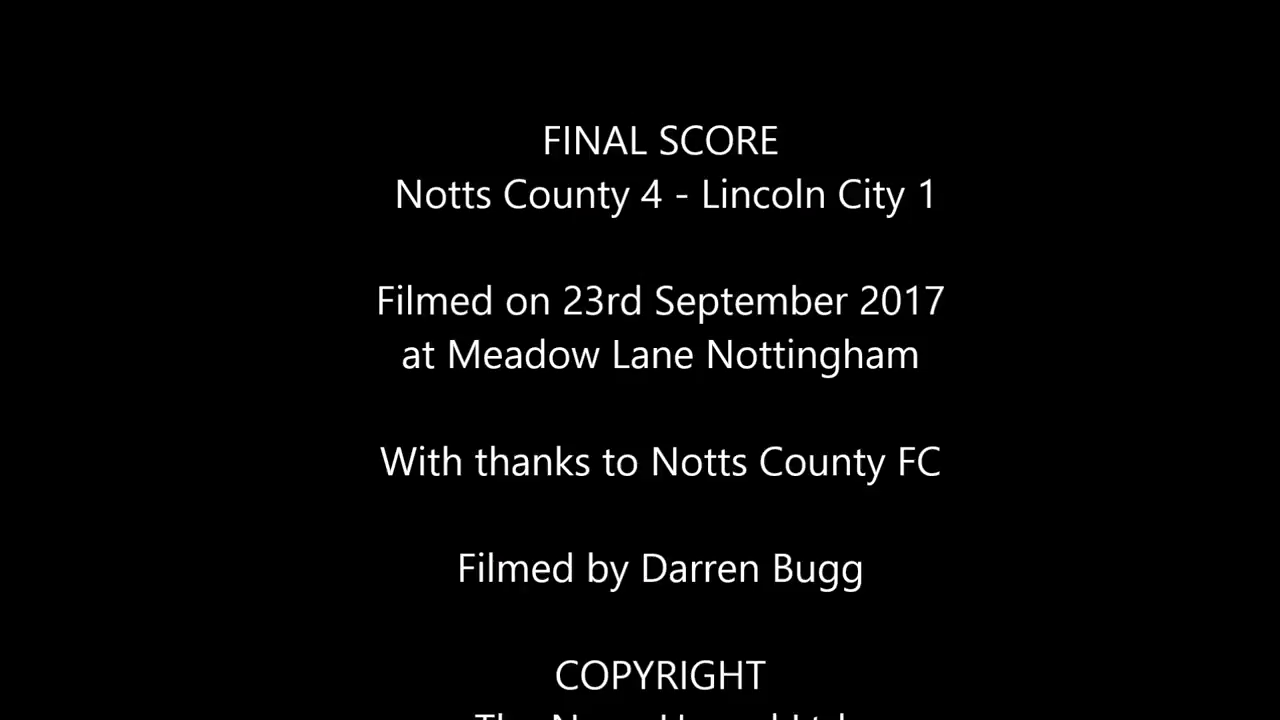 FINAL SCORE
Notts County 4 - Lincoln City 1
Filmed on 23rd September 2017
at Meadow Lane Nottingham
With thanks to Notts County FC
Filmed by Darren Bugg
COPYRIGHT